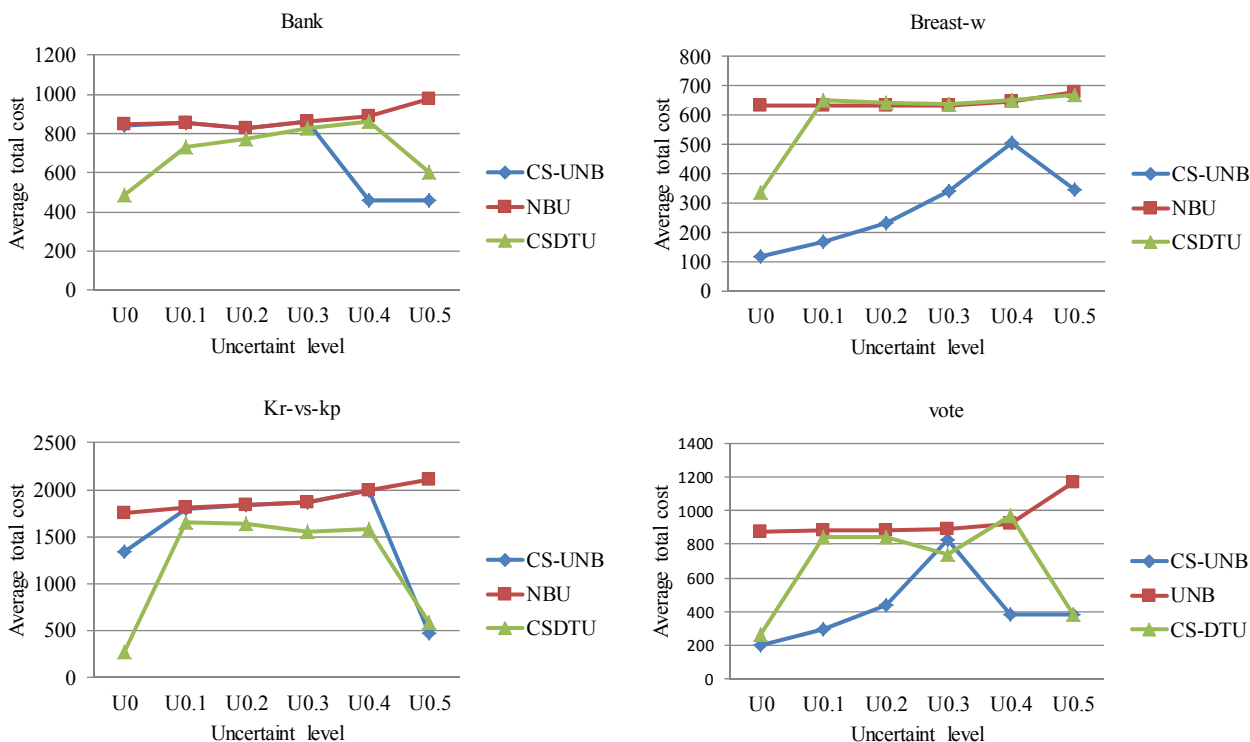 Bank
1200
1000
800
600
400
200
0
Average total cost
U0 U0.1 U0.2 U0.3 U0.4 U0.5
Uncertaint level
CS-UNB
NBU
CSDTU
Breast-w
800
700
600
500
400
300
200
100
0
Average total cost
U0 U0.1 U0.2 U0.3 U0.4 U0.5
Uncertaint level
CS-UNB
NBU
CSDTU
Kr-vs-kp
2500
2000
1500
1000
500
0
Average total cost
U0 U0.1 U0.2 U0.3 U0.4 U0.5
Uncertaint level
CS-UNB
NBU
CSDTU
vote
1400
1200
1000
800
600
400
200
0
Average total cost
U0 U0.1 U0.2 U0.3 U0.4 U0.5
Uncertaint level
CS-UNB
UNB
CS-DTU